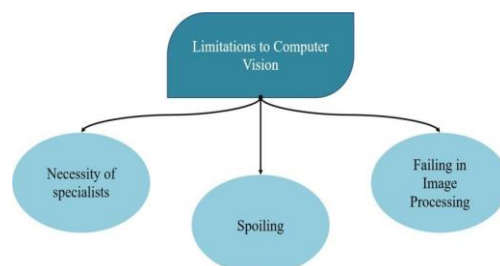 Limitations to Computer
Vision
Necessity of
specialists
Spoiling
Failing in
Image
Processing